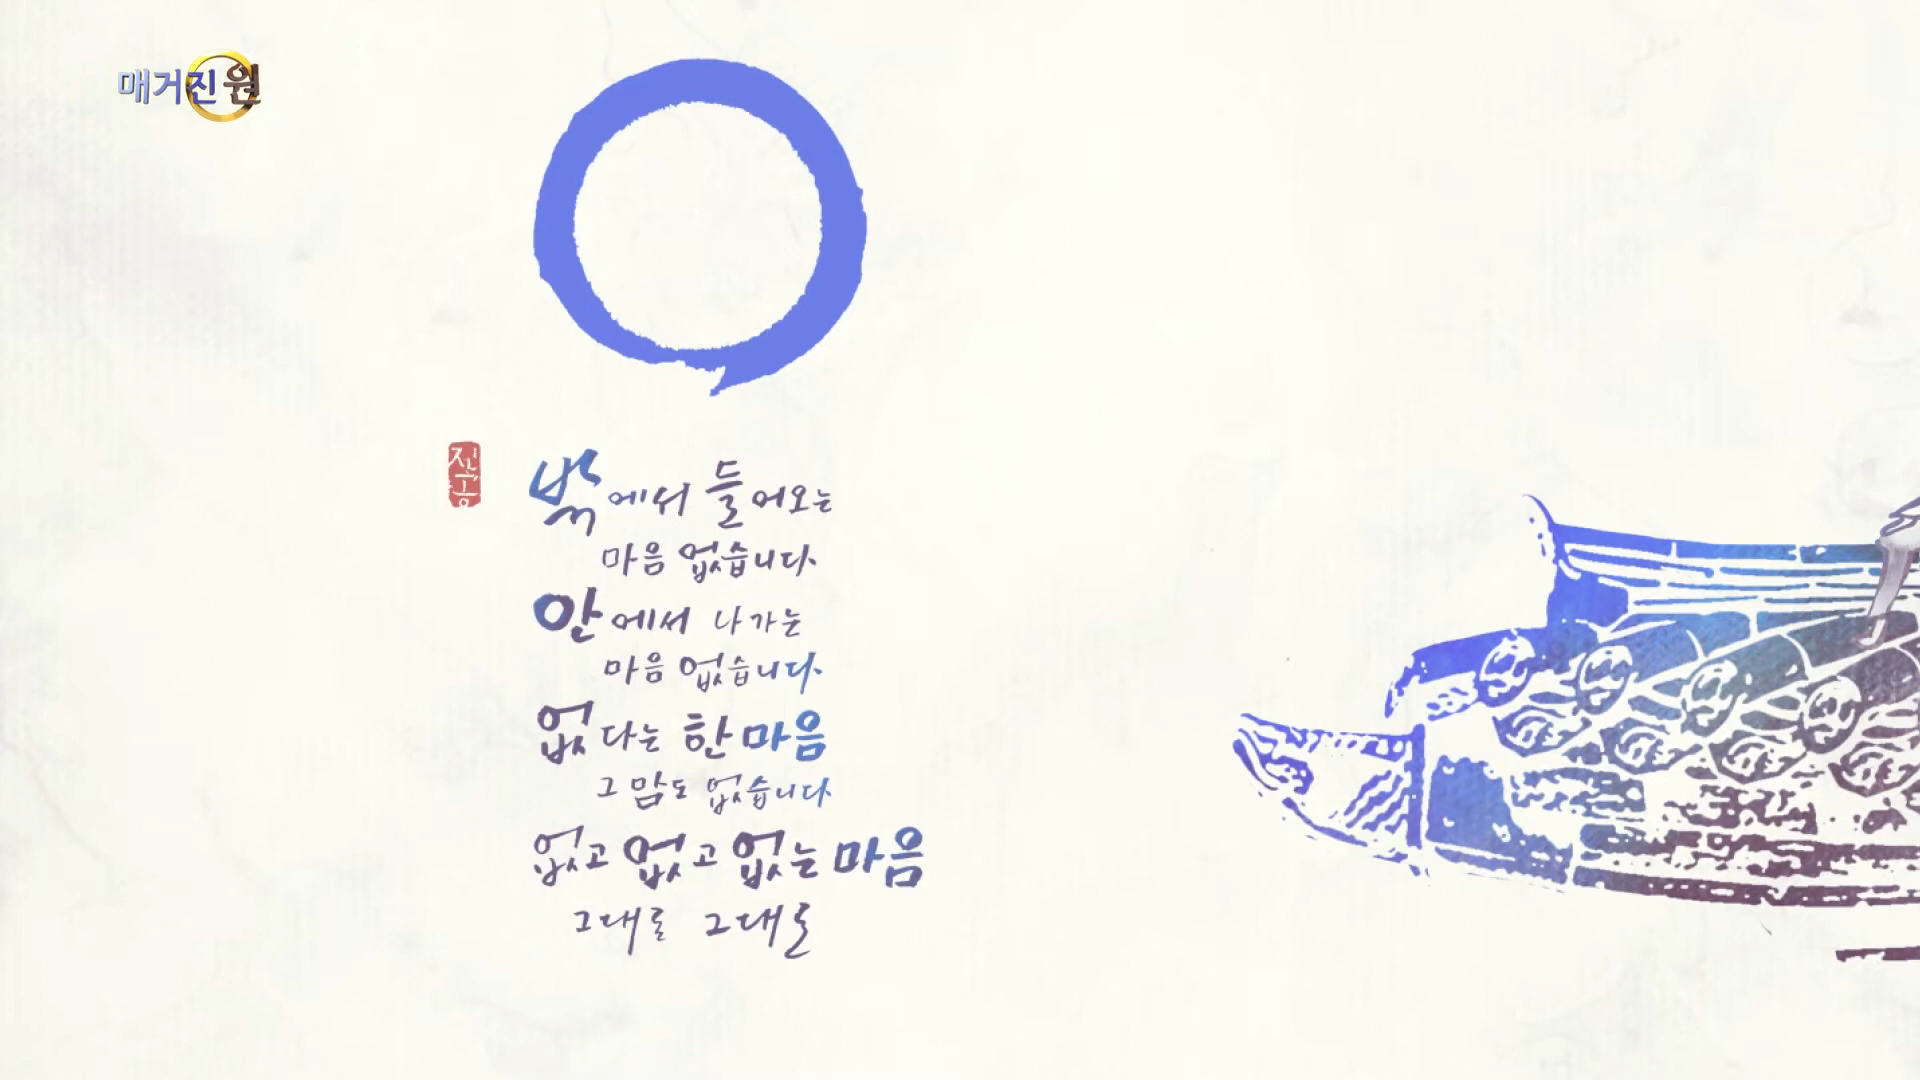 매거진원
진공
밖에서 들어오는
마음 없습니다.
안에서 나가는
마음 없습니다.
없다는 한마음
그 맘도 없습니다
없고 없고 없는 마음
그대로 그대로